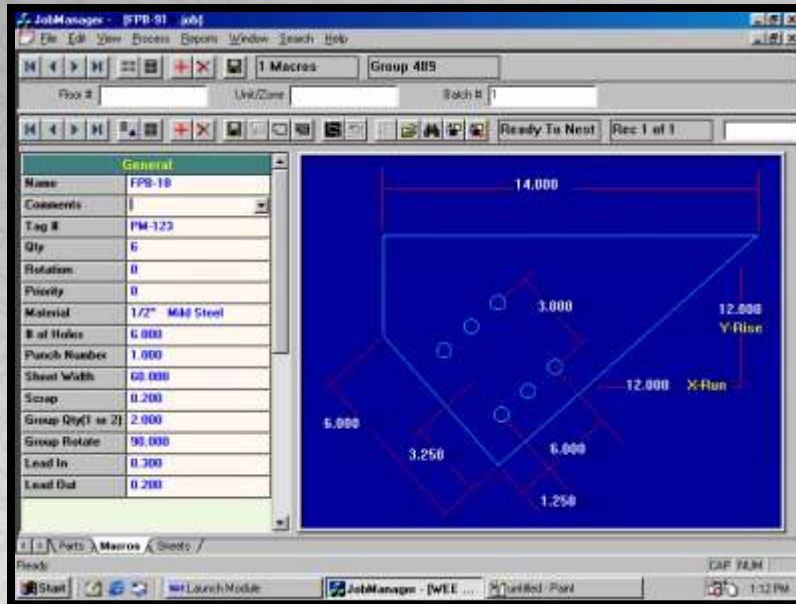 JobManager - [FPB-91 job]
File Edit View Process Reports Window Search Help
1 Macros Group 489
Floor # Unit/Zone Batch # 1
Ready To Nest Rec 1 of 1
General
Name FPB-18
Comments
Tag # PM-123
Qty 6
Rotation 0
Priority 0
Material 1/2" Mild Steel
# of Holes 6.000
Punch Number 1.000
Sheet Width 60.000
Scrap 0.200
Group Qty(1 or 2) 2.000
Group Rotate 90.000
Lead In 0.300
Lead Out 0.200
14.000
3.000
12.000
Y-Rise
12.000 X-Run
6.000
3.250
6.000
1.250
Parts Macros Sheets
Ready CAP NUM
Start Launch Module JobManager - [WEE ... untitled - Paint 1:12 PM